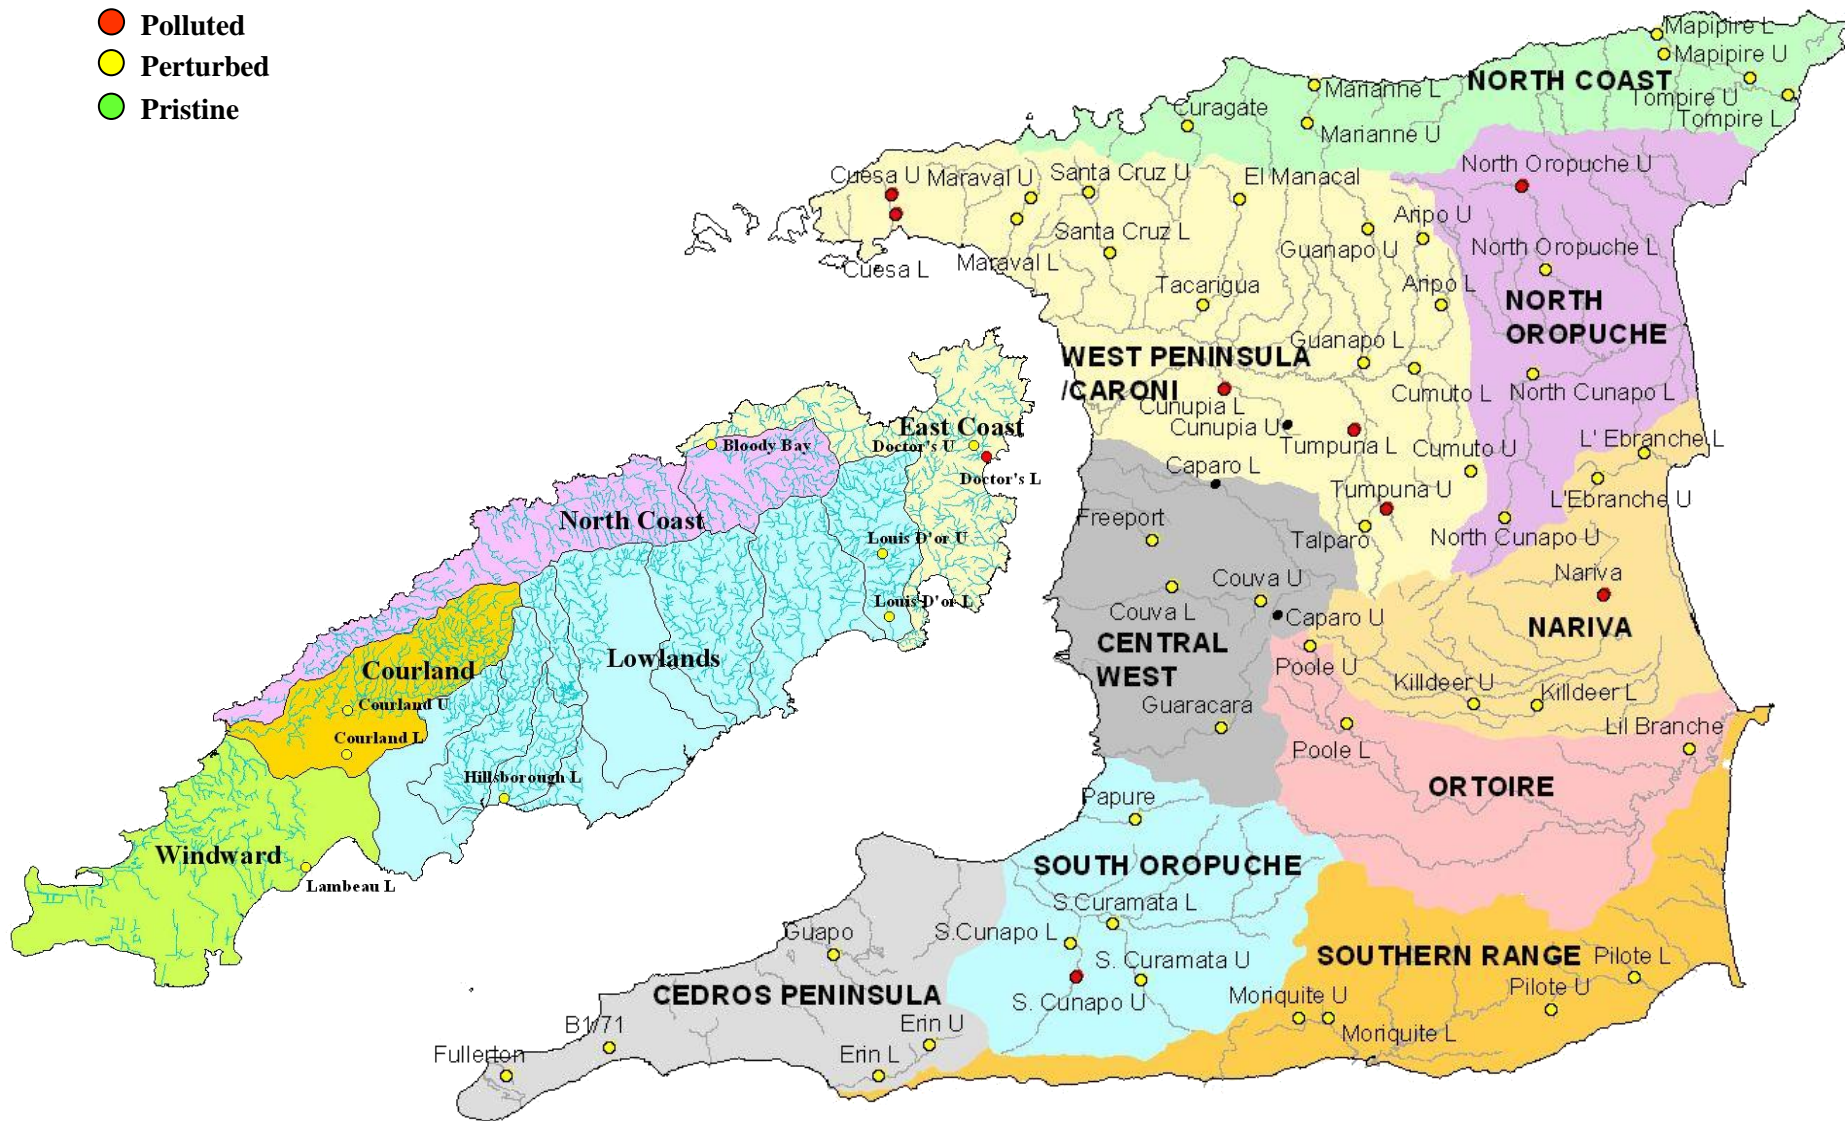 Polluted
Perturbed
Pristine
Mapipire L
Mapipire U
NORTH COAST
Marianne L
Tompire U
Curagate
Tompire L
Marianne U
North Oropuche U
Cuesa U
Maraval U
Santa Cruz U
El Manacal
Aripo U
Santa Cruz L
Guanapo U
North Oropuche L
Cuesa L
Maraval L
Tacarigua
Aripo L
NORTH
OROPUCHE
Guanapo L
WEST PENINSULA
/CARONI
Cumuto L
North Cunapo L
Cunupia L
Cunupia U
Tumpuna L
Cumuto U
L' Ebranche L
Caparo L
Tumpuna U
L'Ebranche U
Freeport
Talparo
North Cunapo U
Couva U
Nariva
Couva L
Caparo U
NARIVA
CENTRAL
WEST
Poole U
Killdeer U
Killdeer L
Guaracara
Lil Branche
Poole L
ORTOIRE
Papure
SOUTH OROPUCHE
S.Curamata L
Guapo
S.Cunapo L
SOUTHERN RANGE
Pilote L
S. Curamata U
CEDROS PENINSULA
S. Cunapo U
Moriquite U
Pilote U
B1/71
Erin U
Moriquite L
Fullerton
Erin L
East Coast
Bloody Bay
Doctor's U
Doctor's L
North Coast
Louis D'or U
Louis D'or L
Lowlands
Courland
Courland U
Courland L
Hillsborough L
Windward
Lambeau L